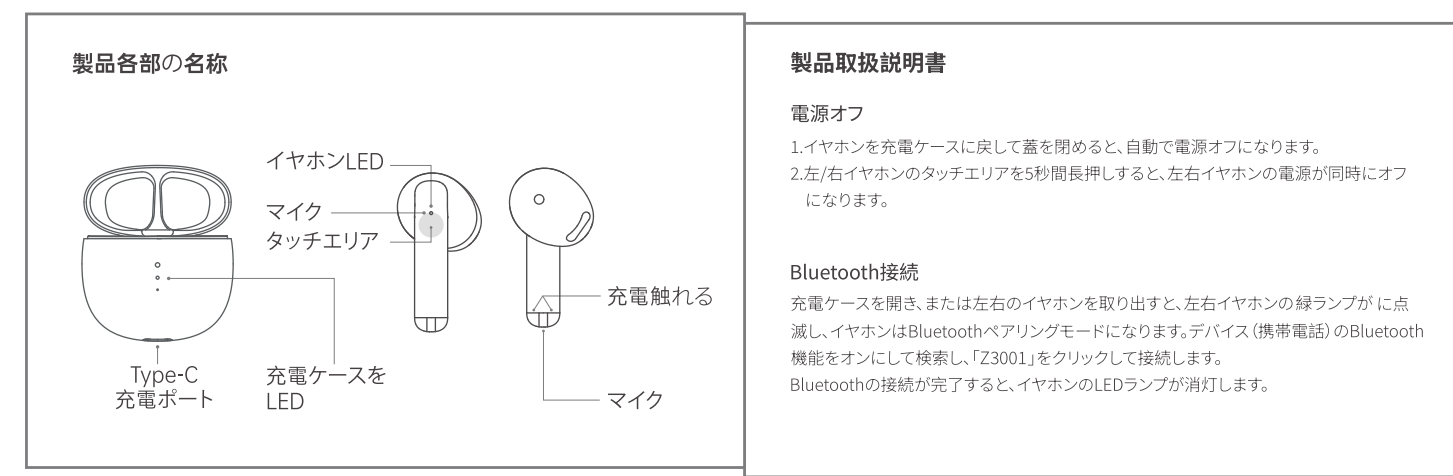 製品各部の名称
イヤホンLED
マイク
タッチエリア
充電触れる
Type-C
充電ポート
充電ケースを
LED
マイク
製品取扱説明書
電源オフ
1.イヤホンを充電ケースに戻して蓋を閉めると、自動で電源オフになります。
2.左/右イヤホンのタッチエリアを5秒間長押しすると、左右イヤホンの電源が同時にオフ
になります。
Bluetooth接続
充電ケースを開き、または左右のイヤホンを取り出すと、左右イヤホンの緑ランプが に点
滅し、イヤホンはBluetoothペアリングモードになります。デバイス（携帯電話）のBluetooth
機能をオンにして検索し、「Z3001」をクリックして接続します。
Bluetoothの接続が完了すると、イヤホンのLEDランプが消灯します。